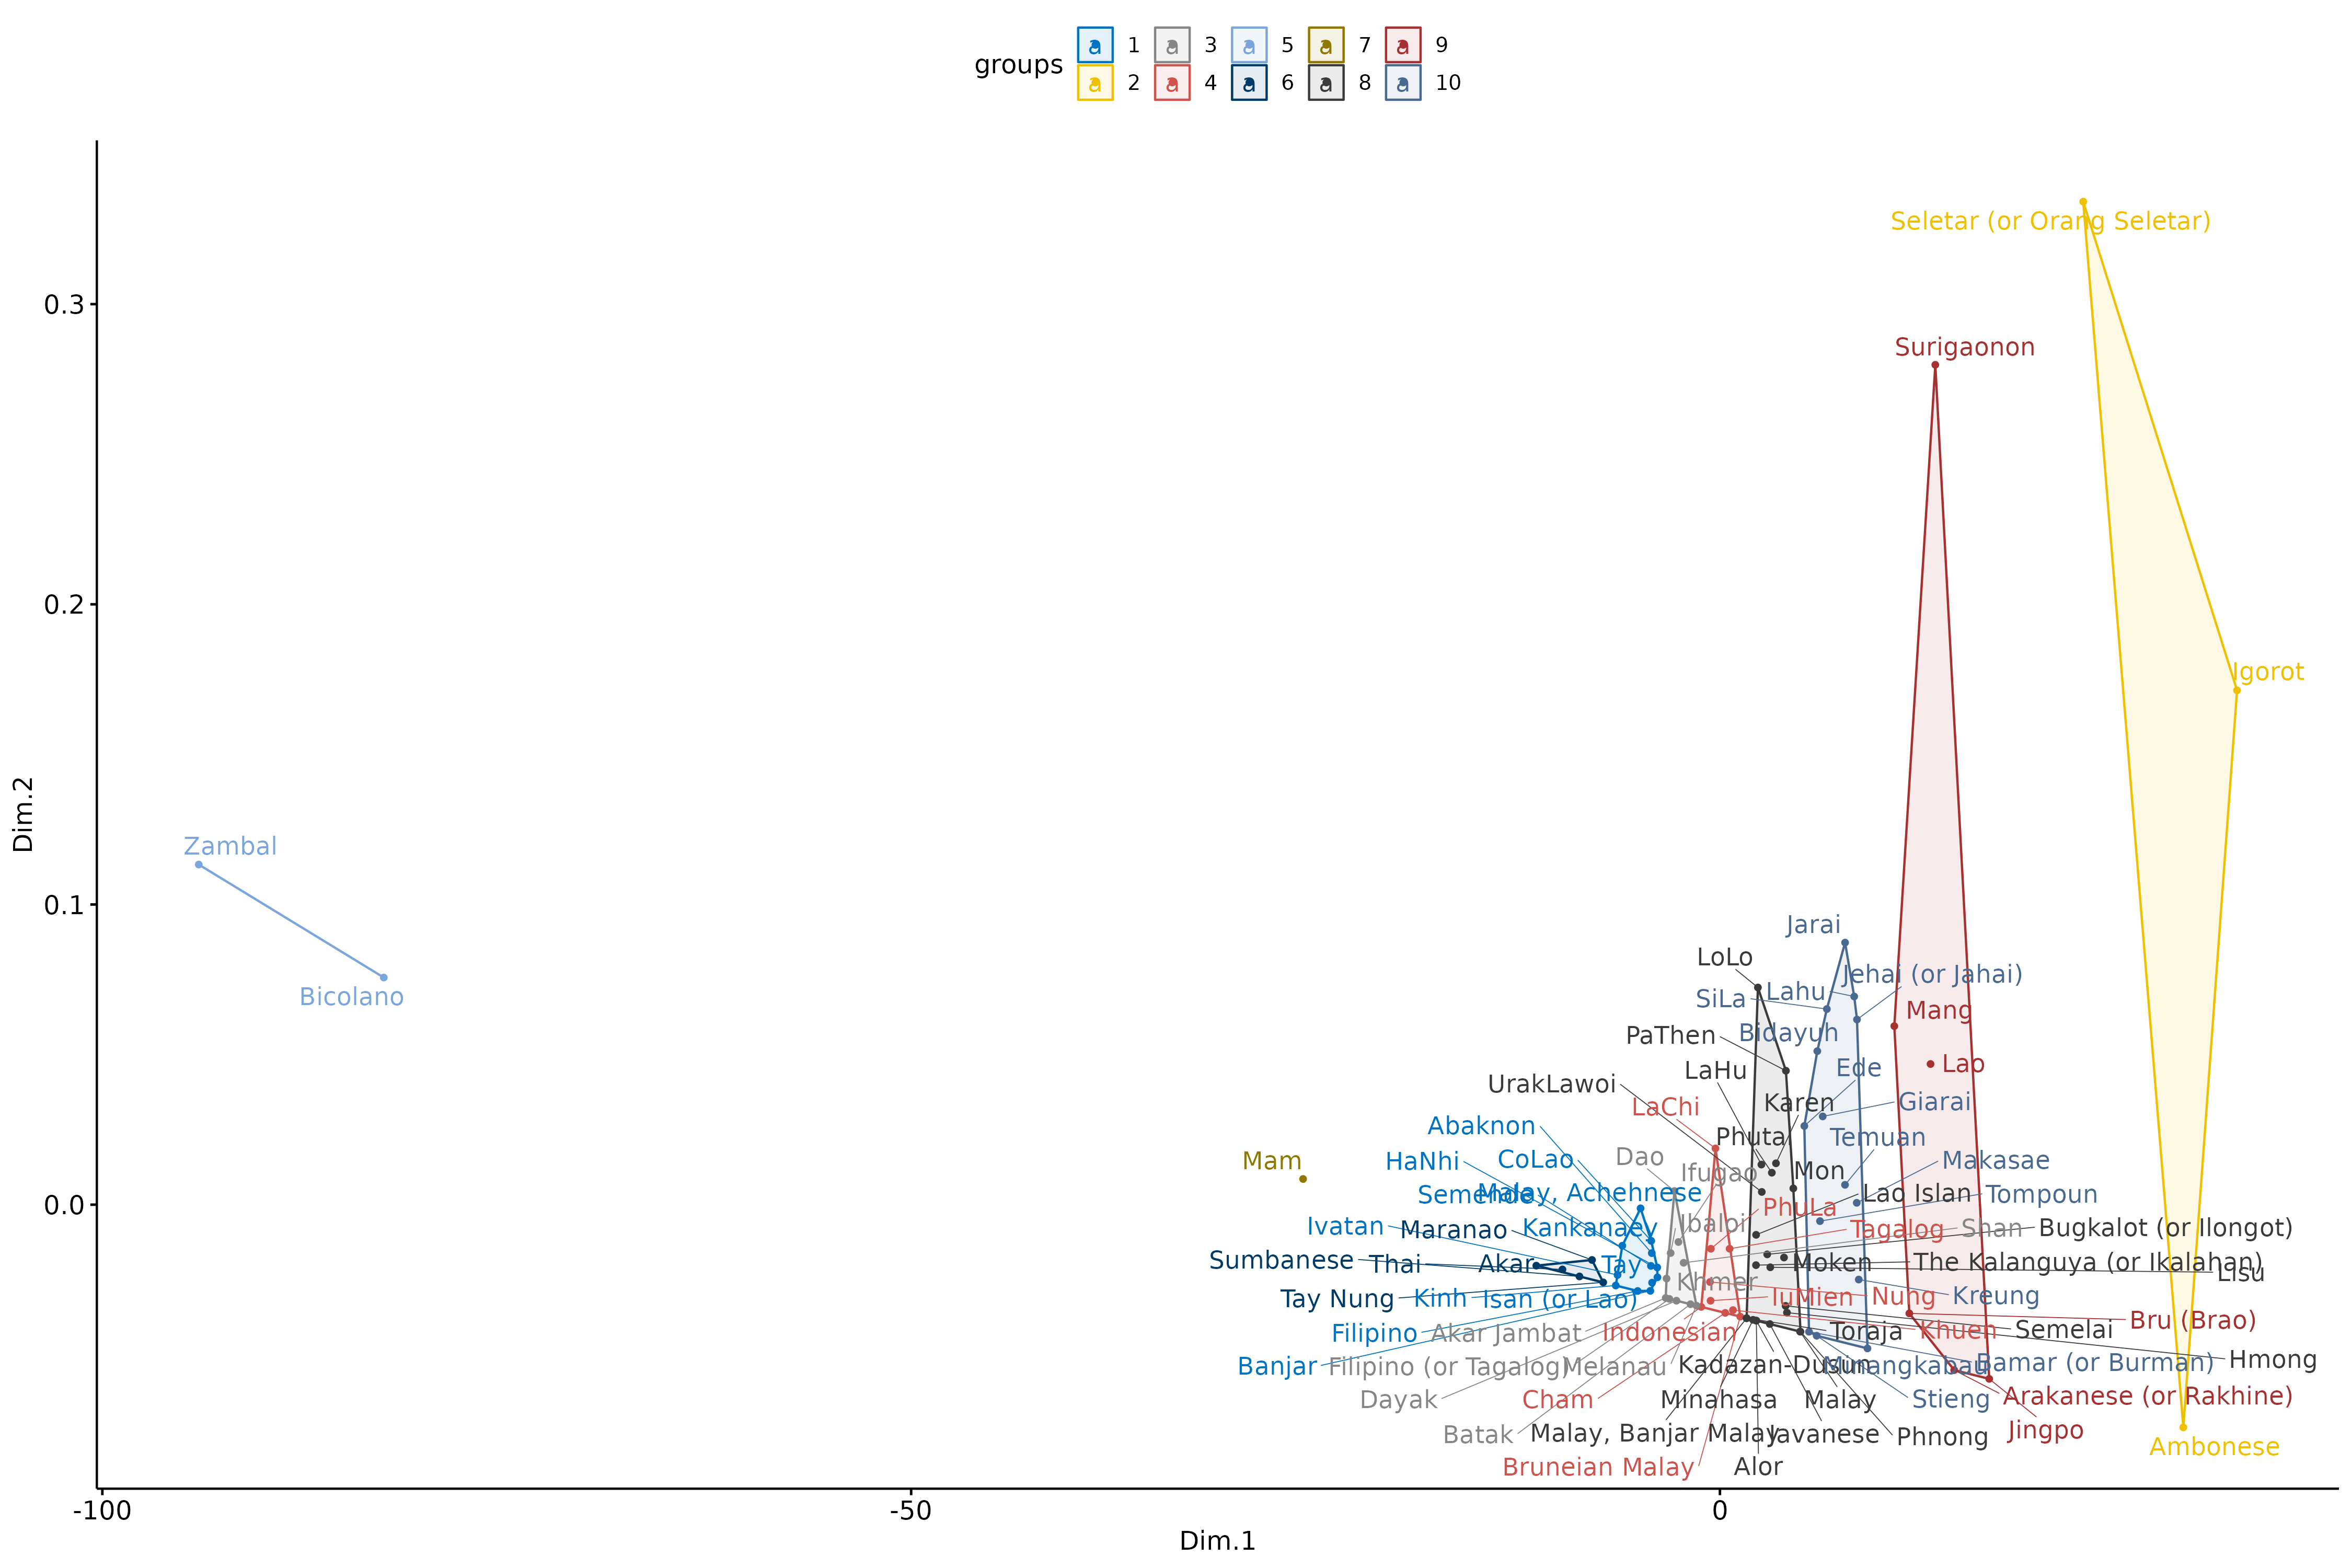 groups
a 1 a 3 a 5 a 7 a 9
a 2 a 4 a 6 a 8 a 10
Seletar (or Orang Seletar)
0.3
Surigaonon
Igorot
0.2
Dim.2
Zambal
0.1
Jarai
LoLo
Jehai (or Jahai)
Bicolano
SiLa
Lahu
Mang
PaThen
Bidayuh
LaHu
Ede
Lao
UrakLawoi
LaChi
Karen
Giarai
Abaknon
Phuta
Temuan
Mam
HaNhi
CoLao
Dao
Ifugao
Mon
Makasae
Semende
Malay, Achehnese
Lao Islan
Tompoun
0.0
PhuLa
Ivatan
Maranao
Kankanaey
Ibaloi
Tagalog
Shan
Bugkalot (or Ilongot)
Sumbanese
Thai
Akar
Tay
Moken
The Kalanguya (or Ikalahan)
Lisu
Khmer
Tay Nung
Kinh
Isan (or Lao)
IuMien
Nung
Kreung
Filipino
Akar Jambat
Indonesian
Toraja
Khuen
Semelai
Bru (Brao)
Banjar
Filipino (or Tagalog)
Melanau
Kadazan-Dusun
Minangkabau
Bamar (or Burman)
Hmong
Dayak
Cham
Minahasa
Malay
Stieng
Arakanese (or Rakhine)
Batak
Malay, Banjar Malay
Javanese
Phnong
Jingpo
Ambonese
Bruneian Malay
Alor
-100
-50
0
Dim.1